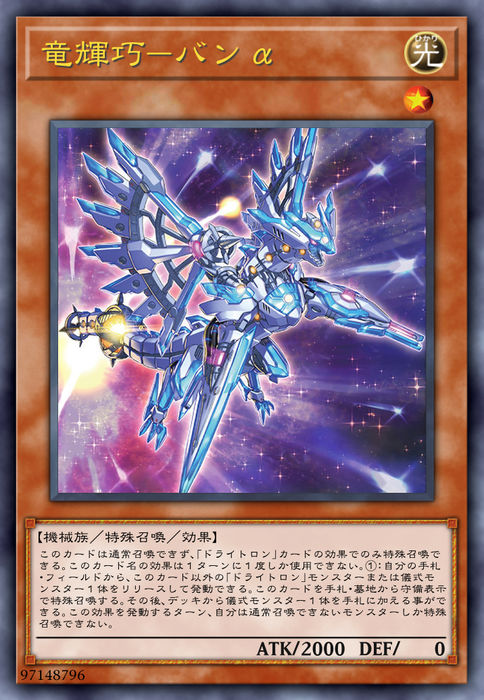 竜輝巧－バン α
ひかり
光
【機械族／特殊召喚／効果】
このカードは通常召喚できず、「ドライトロン」カードの効果でのみ特殊召喚で
きる。このカード名の効果は１ターンに１度しか使用できない。①：自分の手札
・フィールドから、このカード以外の「ドライトロン」モンスターまたは儀式モ
ンスター１体をリリースして発動できる。このカードを手札・墓地から守備表示
で特殊召喚する。その後、デッキから儀式モンスター１体を手札に加える事がで
きる。この効果を発動するターン、自分は通常召喚できないモンスターしか特殊
召喚できない。
ATK/2000 DEF/ 0
97148796